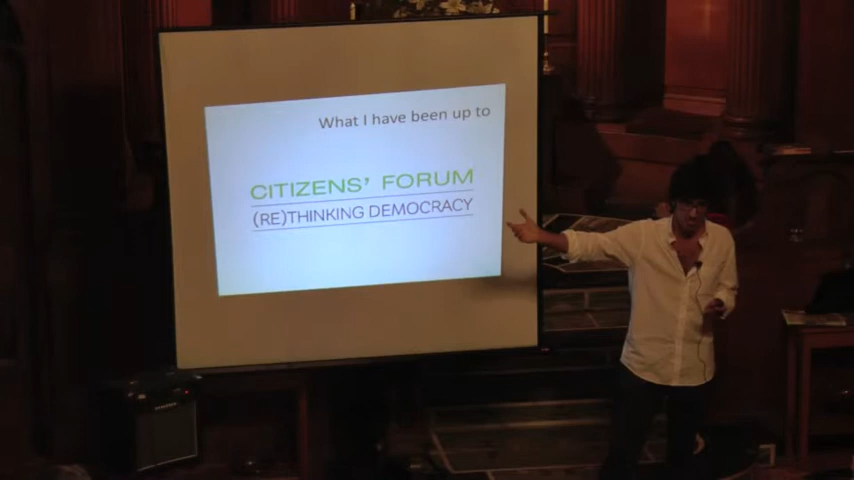 What I have been up to
CITIZENS' FORUM
(RE)THINKING DEMOCRACY